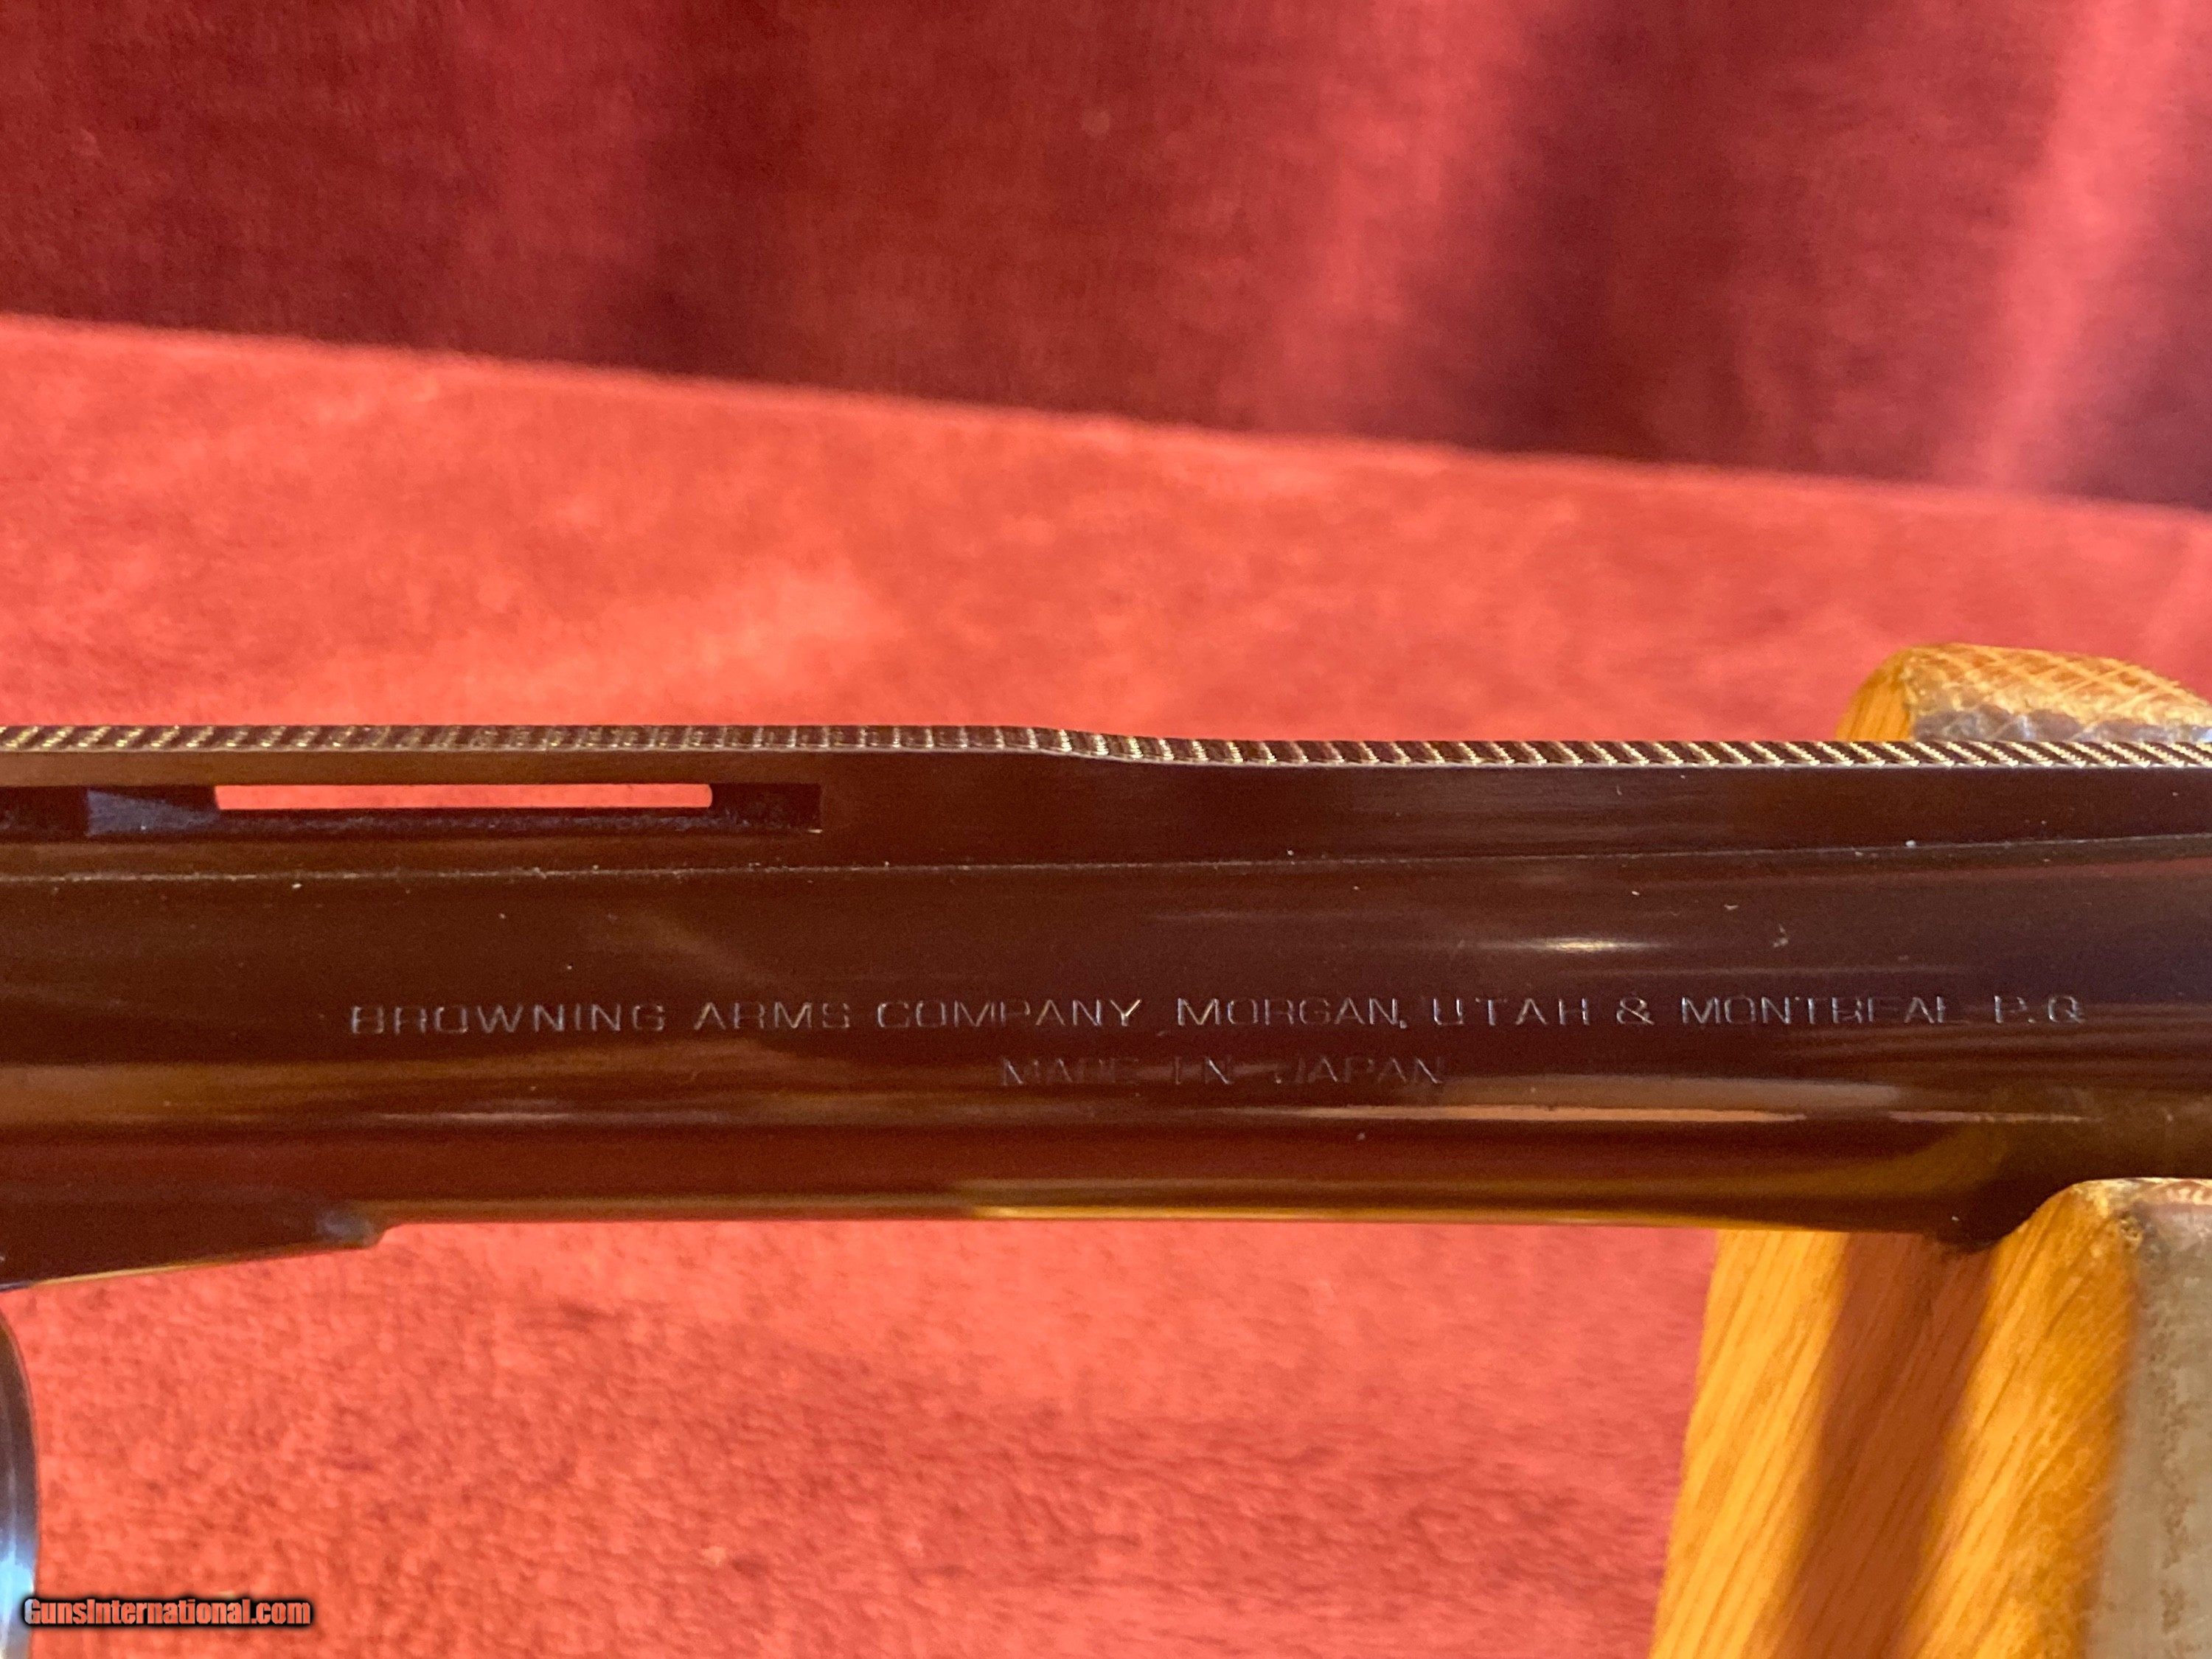 BROWNING ARMS COMPANY MORGAN, UTAH & MONTREAL P.Q.
MADE IN JAPAN
GunsInternational.com